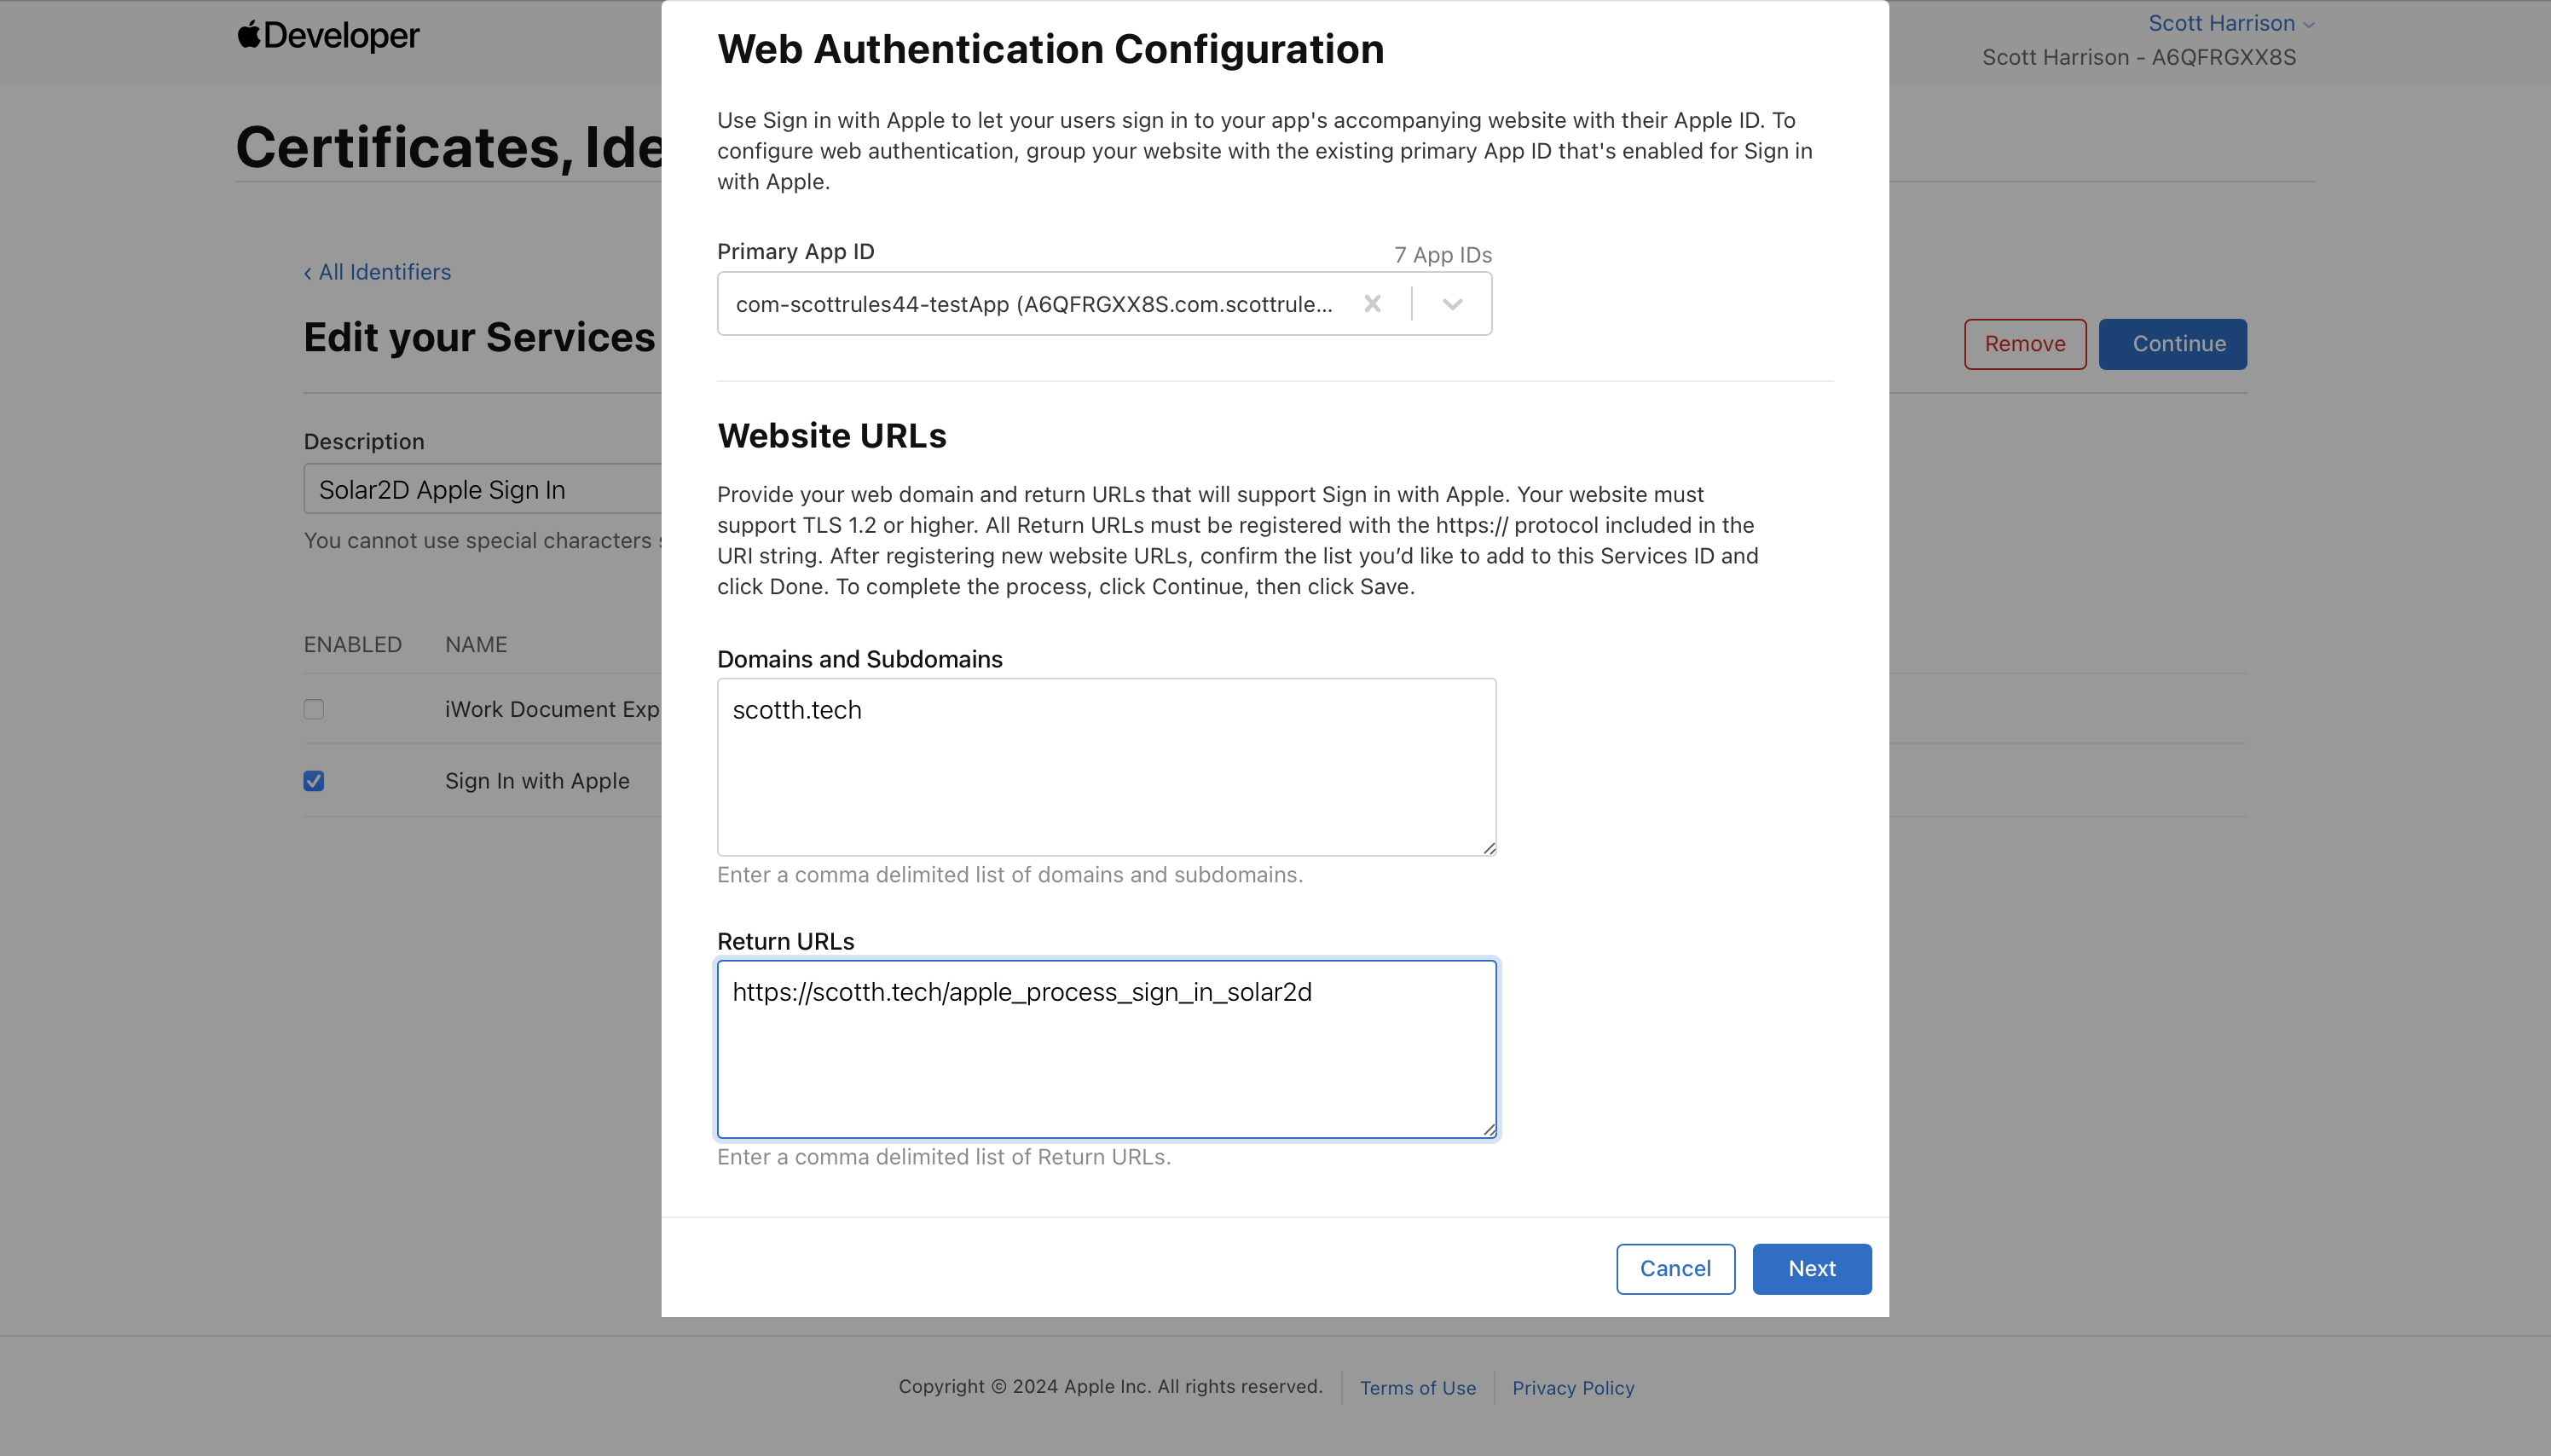 Developer
Scott Harrison
Scott Harrison - A6QFRGXX8S
Certificates, Ide
‹ All Identifiers
Edit your Services
Remove
Continue
Description
Solar2D Apple Sign In
You cannot use special characters
ENABLED NAME
iWork Document Exp
Sign In with Apple
Web Authentication Configuration
Use Sign in with Apple to let your users sign in to your app's accompanying website with their Apple ID. To
configure web authentication, group your website with the existing primary App ID that's enabled for Sign in
with Apple.
Primary App ID
7 App IDs
com-scottrules44-testApp (A6QFRGXX8S.com.scottrule...
Website URLs
Provide your web domain and return URLs that will support Sign in with Apple. Your website must
support TLS 1.2 or higher. All Return URLs must be registered with the https:// protocol included in the
URI string. After registering new website URLs, confirm the list you’d like to add to this Services ID and
click Done. To complete the process, click Continue, then click Save.
Domains and Subdomains
scotth.tech
Enter a comma delimited list of domains and subdomains.
Return URLs
https://scotth.tech/apple_process_sign_in_solar2d
Enter a comma delimited list of Return URLs.
Cancel
Next
Copyright © 2024 Apple Inc. All rights reserved.
Terms of Use
Privacy Policy